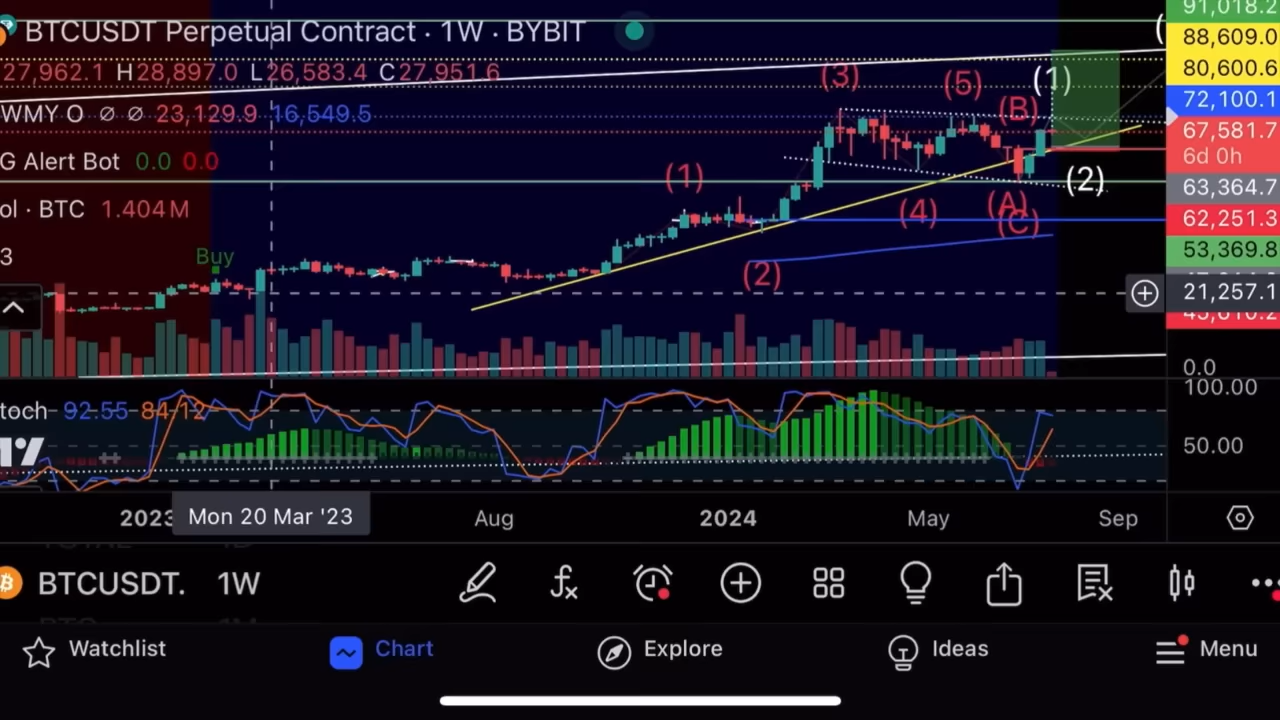 BTCUSDT Perpetual Contract · 1W · BYBIT
27,962.1 H28,897.0 L26,583.4 C27,951.6
WMY O ∅ ∅ 23,129.9 16,549.5
G Alert Bot 0.0 0.0
ol · BTC 1.404M
3
Buy
(1)
(2)
(3)
(4)
(5)
(A)
(B)
(C)
(1)
(2)
(
91,018.2
88,609.0
80,600.6
72,100.1
67,581.7
6d 0h
63,364.7
62,251.3
53,369.8
21,257.1
0.0
100.00
50.00
toch 92.55 84.12
2023 Mon 20 Mar '23 Aug 2024 May Sep
BTCUSDT. 1W
Watchlist Chart Explore Ideas Menu